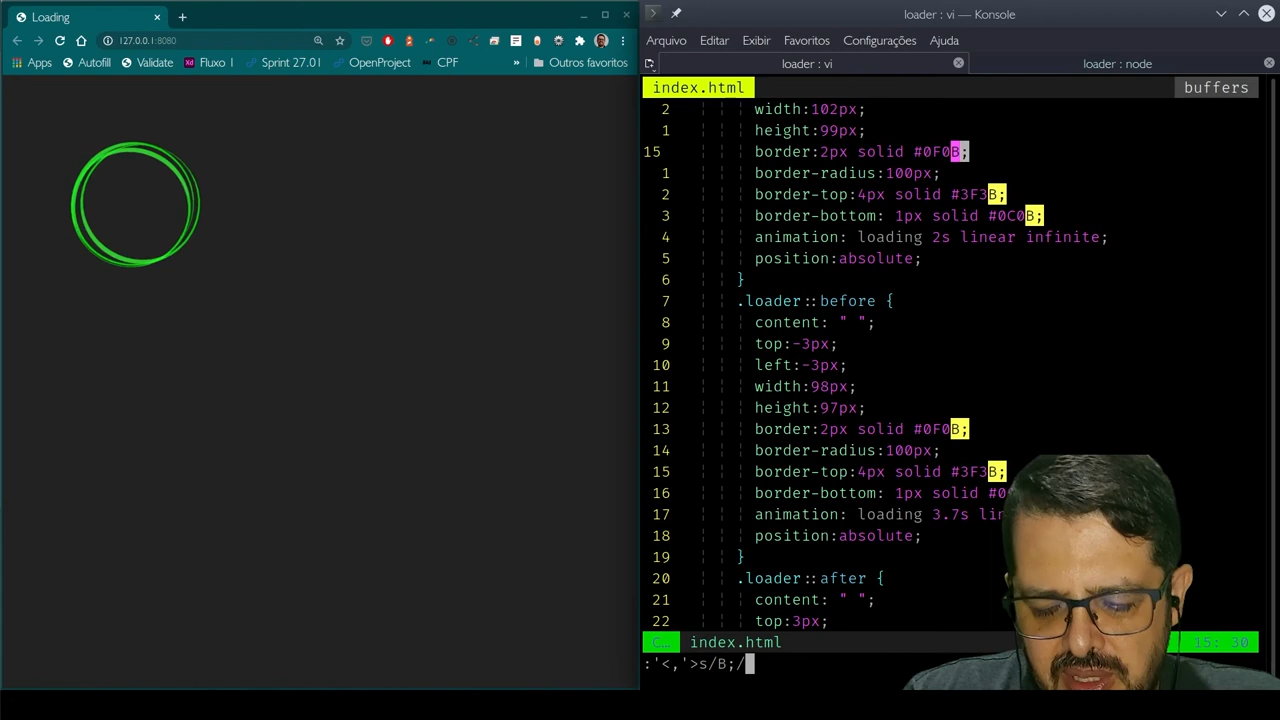 Loading
loader : vi — Konsole
127.0.0.1:8080
Arquivo Editar Exibir Favoritos Configurações Ajuda
Apps Autofill Validate Fluxo 1 Sprint 27.01 OpenProject CPF » Outros favoritos
loader : vi loader : node
index.html buffers
2 width:102px;
1 height:99px;
15 border:2px solid #0F0B;
1 border-radius:100px;
2 border-top:4px solid #3F3B;
3 border-bottom: 1px solid #0C0B;
4 animation: loading 2s linear infinite;
5 position:absolute;
6 }
7 .loader::before {
8 content: " ";
9 top:-3px;
10 left:-3px;
11 width:98px;
12 height:97px;
13 border:2px solid #0F0B;
14 border-radius:100px;
15 border-top:4px solid #3F3B;
16 border-bottom: 1px solid
17 animation: loading 3.7s
18 position:absolute;
19 }
20 .loader::after {
21 content: " ";
22 top:3px;
C… index.html 15: 30
:'<,'>s/B;/